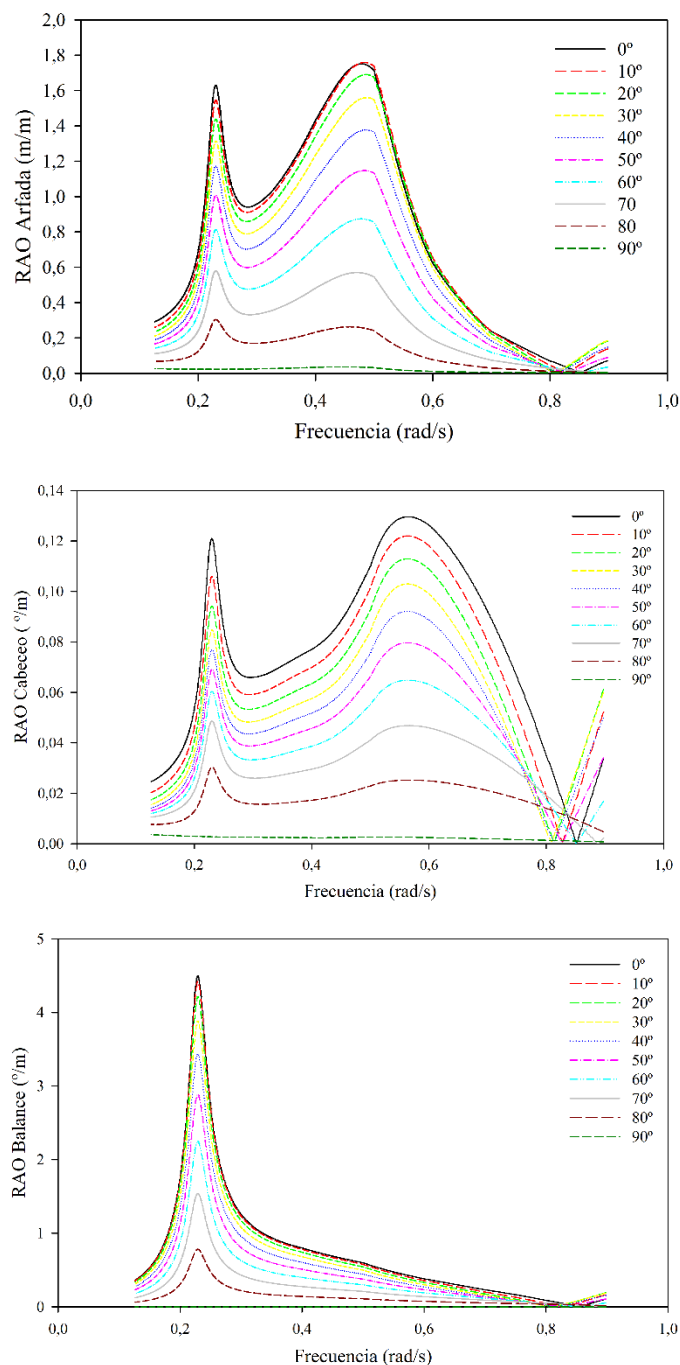 2,0
1,8
1,6
1,4
1,2
1,0
0,8
0,6
0,4
0,2
0,0
RAO Arfada (m/m)
0º
10º
20º
30º
40º
50º
60º
70
80
90º
0,0 0,2 0,4 0,6 0,8 1,0
Frecuencia (rad/s)
0,14
0,12
0,10
0,08
0,06
0,04
0,02
0,00
RAO Cabeceo ( º/m)
0º
10º
20º
30º
40º
50º
60º
70º
80º
90º
0,0 0,2 0,4 0,6 0,8 1,0
Frecuencia (rad/s)
5
4
3
2
1
0
RAO Balance (º/m)
0º
10º
20º
30º
40º
50º
60º
70º
80º
90º
0,0 0,2 0,4 0,6 0,8 1,0
Frecuencia (rad/s)